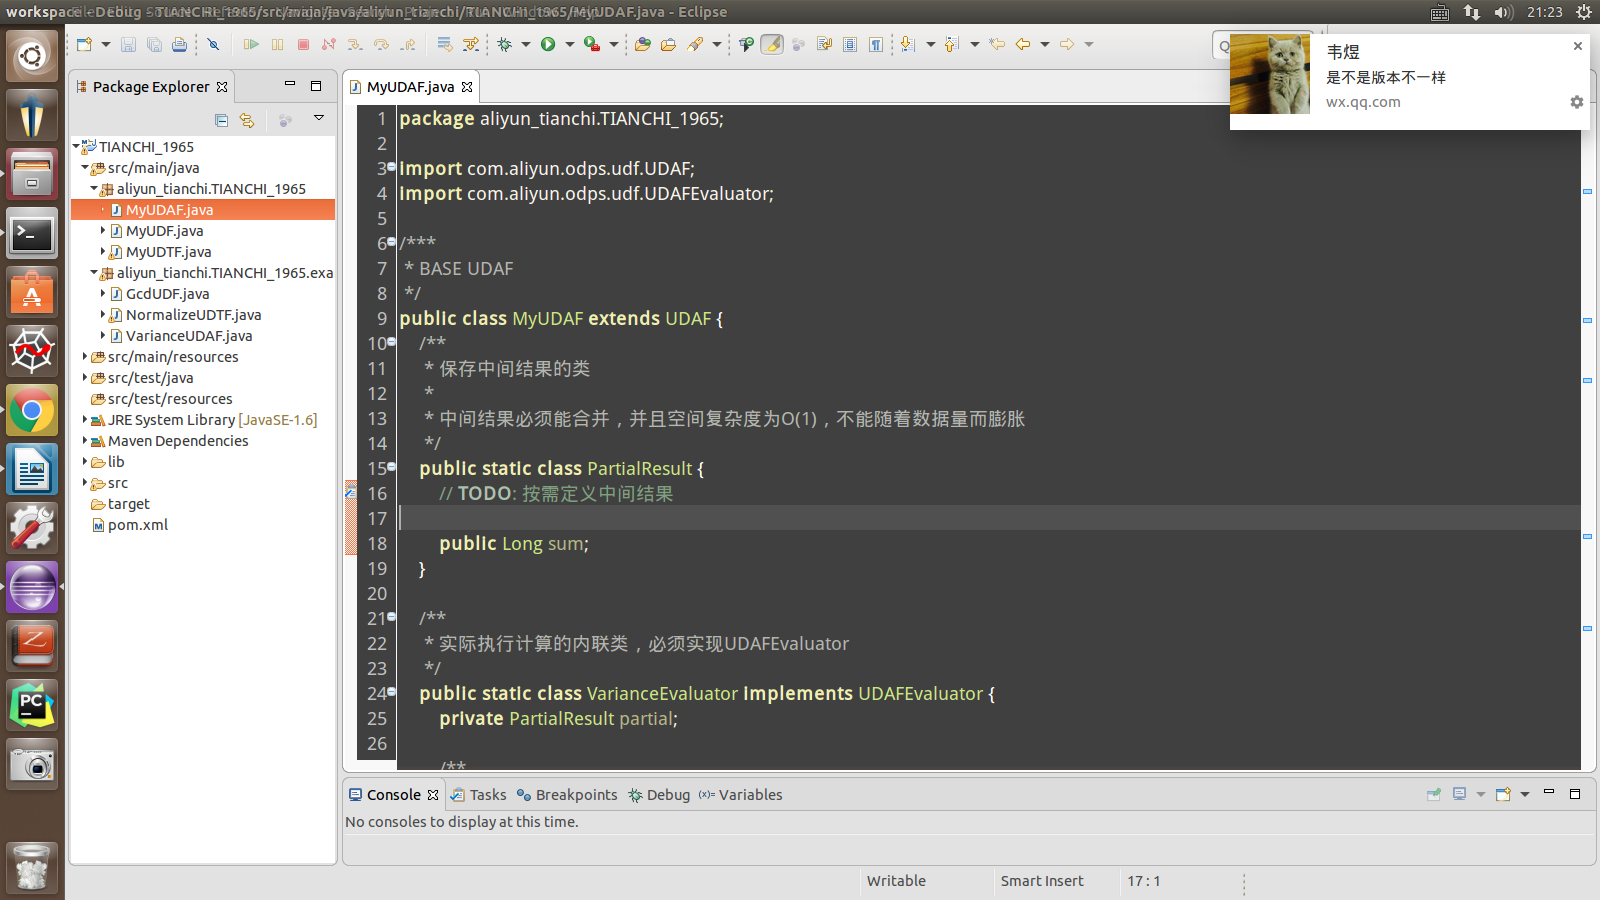 workspace - Debug - TIANCHI_1965/src/main/java/aliyun_tianchi/TIANCHI_1965/MyUDAF.java - Eclipse
21:23
韦煜
是不是版本不一样
wx.qq.com
Package Explorer
TIANCHI_1965
src/main/java
aliyun_tianchi.TIANCHI_1965
MyUDAF.java
MyUDF.java
MyUDTF.java
aliyun_tianchi.TIANCHI_1965.exa
GcdUDF.java
NormalizeUDTF.java
VarianceUDAF.java
src/main/resources
src/test/java
src/test/resources
JRE System Library [JavaSE-1.6]
Maven Dependencies
lib
src
target
pom.xml
MyUDAF.java
1 package aliyun_tianchi.TIANCHI_1965;
2
3 import com.aliyun.odps.udf.UDAF;
4 import com.aliyun.odps.udf.UDAFEvaluator;
5
6 /***
7 * BASE UDAF
8 */
9 public class MyUDAF extends UDAF {
10 /**
11 * 保存中间结果的类
12 *
13 * 中间结果必须能合并，并且空间复杂度为O(1)，不能随着数据量而膨胀
14 */
15 public static class PartialResult {
16 // TODO: 按需定义中间结果
17
18 public Long sum;
19 }
20
21 /**
22 * 实际执行计算的内联类，必须实现UDAFEvaluator
23 */
24 public static class VarianceEvaluator implements UDAFEvaluator {
25 private PartialResult partial;
26
/**
Console Tasks Breakpoints Debug Variables
No consoles to display at this time.
Writable Smart Insert 17 : 1